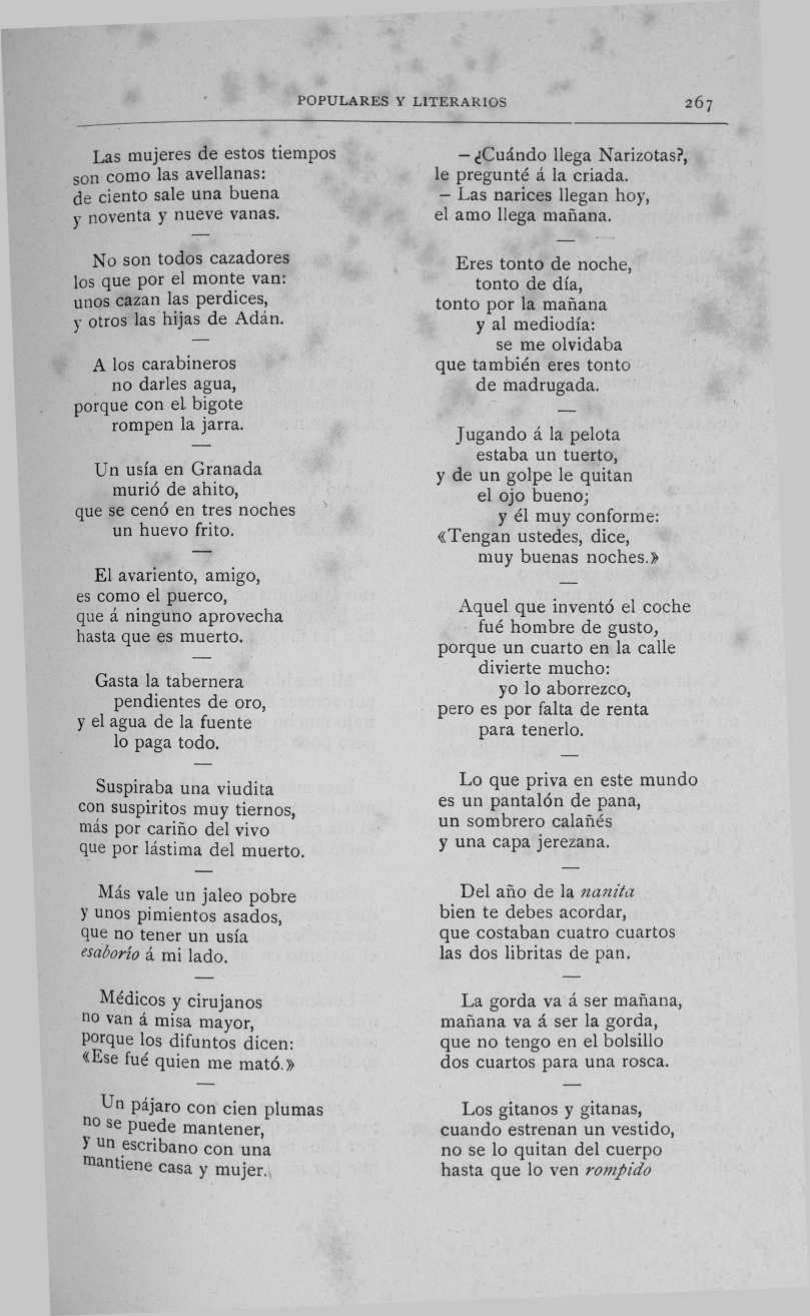 POPULARES Y LITERARIOS 267
Las mujeres de estos tiempos
son como las avellanas:
de ciento sale una buena
y noventa y nueve vanas.
—
No son todos cazadores
los que por el monte van:
unos cazan las perdices,
y otros las hijas de Adán.
—
A los carabineros
no darles agua,
porque con el bigote
rompen la jarra.
—
Un usía en Granada
murió de ahito,
que se cenó en tres noches
un huevo frito.
—
El avariento, amigo,
es como el puerco,
que á ninguno aprovecha
hasta que es muerto.
—
Gasta la tabernera
pendientes de oro,
y el agua de la fuente
lo paga todo.
—
Suspiraba una viudita
con suspiritos muy tiernos,
más por cariño del vivo
que por lástima del muerto.
—
Más vale un jaleo pobre
y unos pimientos asados,
que no tener un usía
esaborío á mi lado.
—
Médicos y cirujanos
no van á misa mayor,
porque los difuntos dicen:
«Ese fué quien me mató.»
—
Un pájaro con cien plumas
no se puede mantener,
y un escribano con una
mantiene casa y mujer.
— ¿Cuándo llega Narizotas?,
le pregunté á la criada.
— Las narices llegan hoy,
el amo llega mañana.
—
Eres tonto de noche,
tonto de día,
tonto por la mañana
y al mediodía:
se me olvidaba
que también eres tonto
de madrugada.
—
Jugando á la pelota
estaba un tuerto,
y de un golpe le quitan
el ojo bueno;
y él muy conforme:
«Tengan ustedes, dice,
muy buenas noches.»
—
Aquel que inventó el coche
fué hombre de gusto,
porque un cuarto en la calle
divierte mucho:
yo lo aborrezco,
pero es por falta de renta
para tenerlo.
—
Lo que priva en este mundo
es un pantalón de pana,
un sombrero calañés
y una capa jerezana.
—
Del año de la nanita
bien te debes acordar,
que costaban cuatro cuartos
las dos libritas de pan.
—
La gorda va á ser mañana,
mañana va á ser la gorda,
que no tengo en el bolsillo
dos cuartos para una rosca.
—
Los gitanos y gitanas,
cuando estrenan un vestido,
no se lo quitan del cuerpo
hasta que lo ven rompido